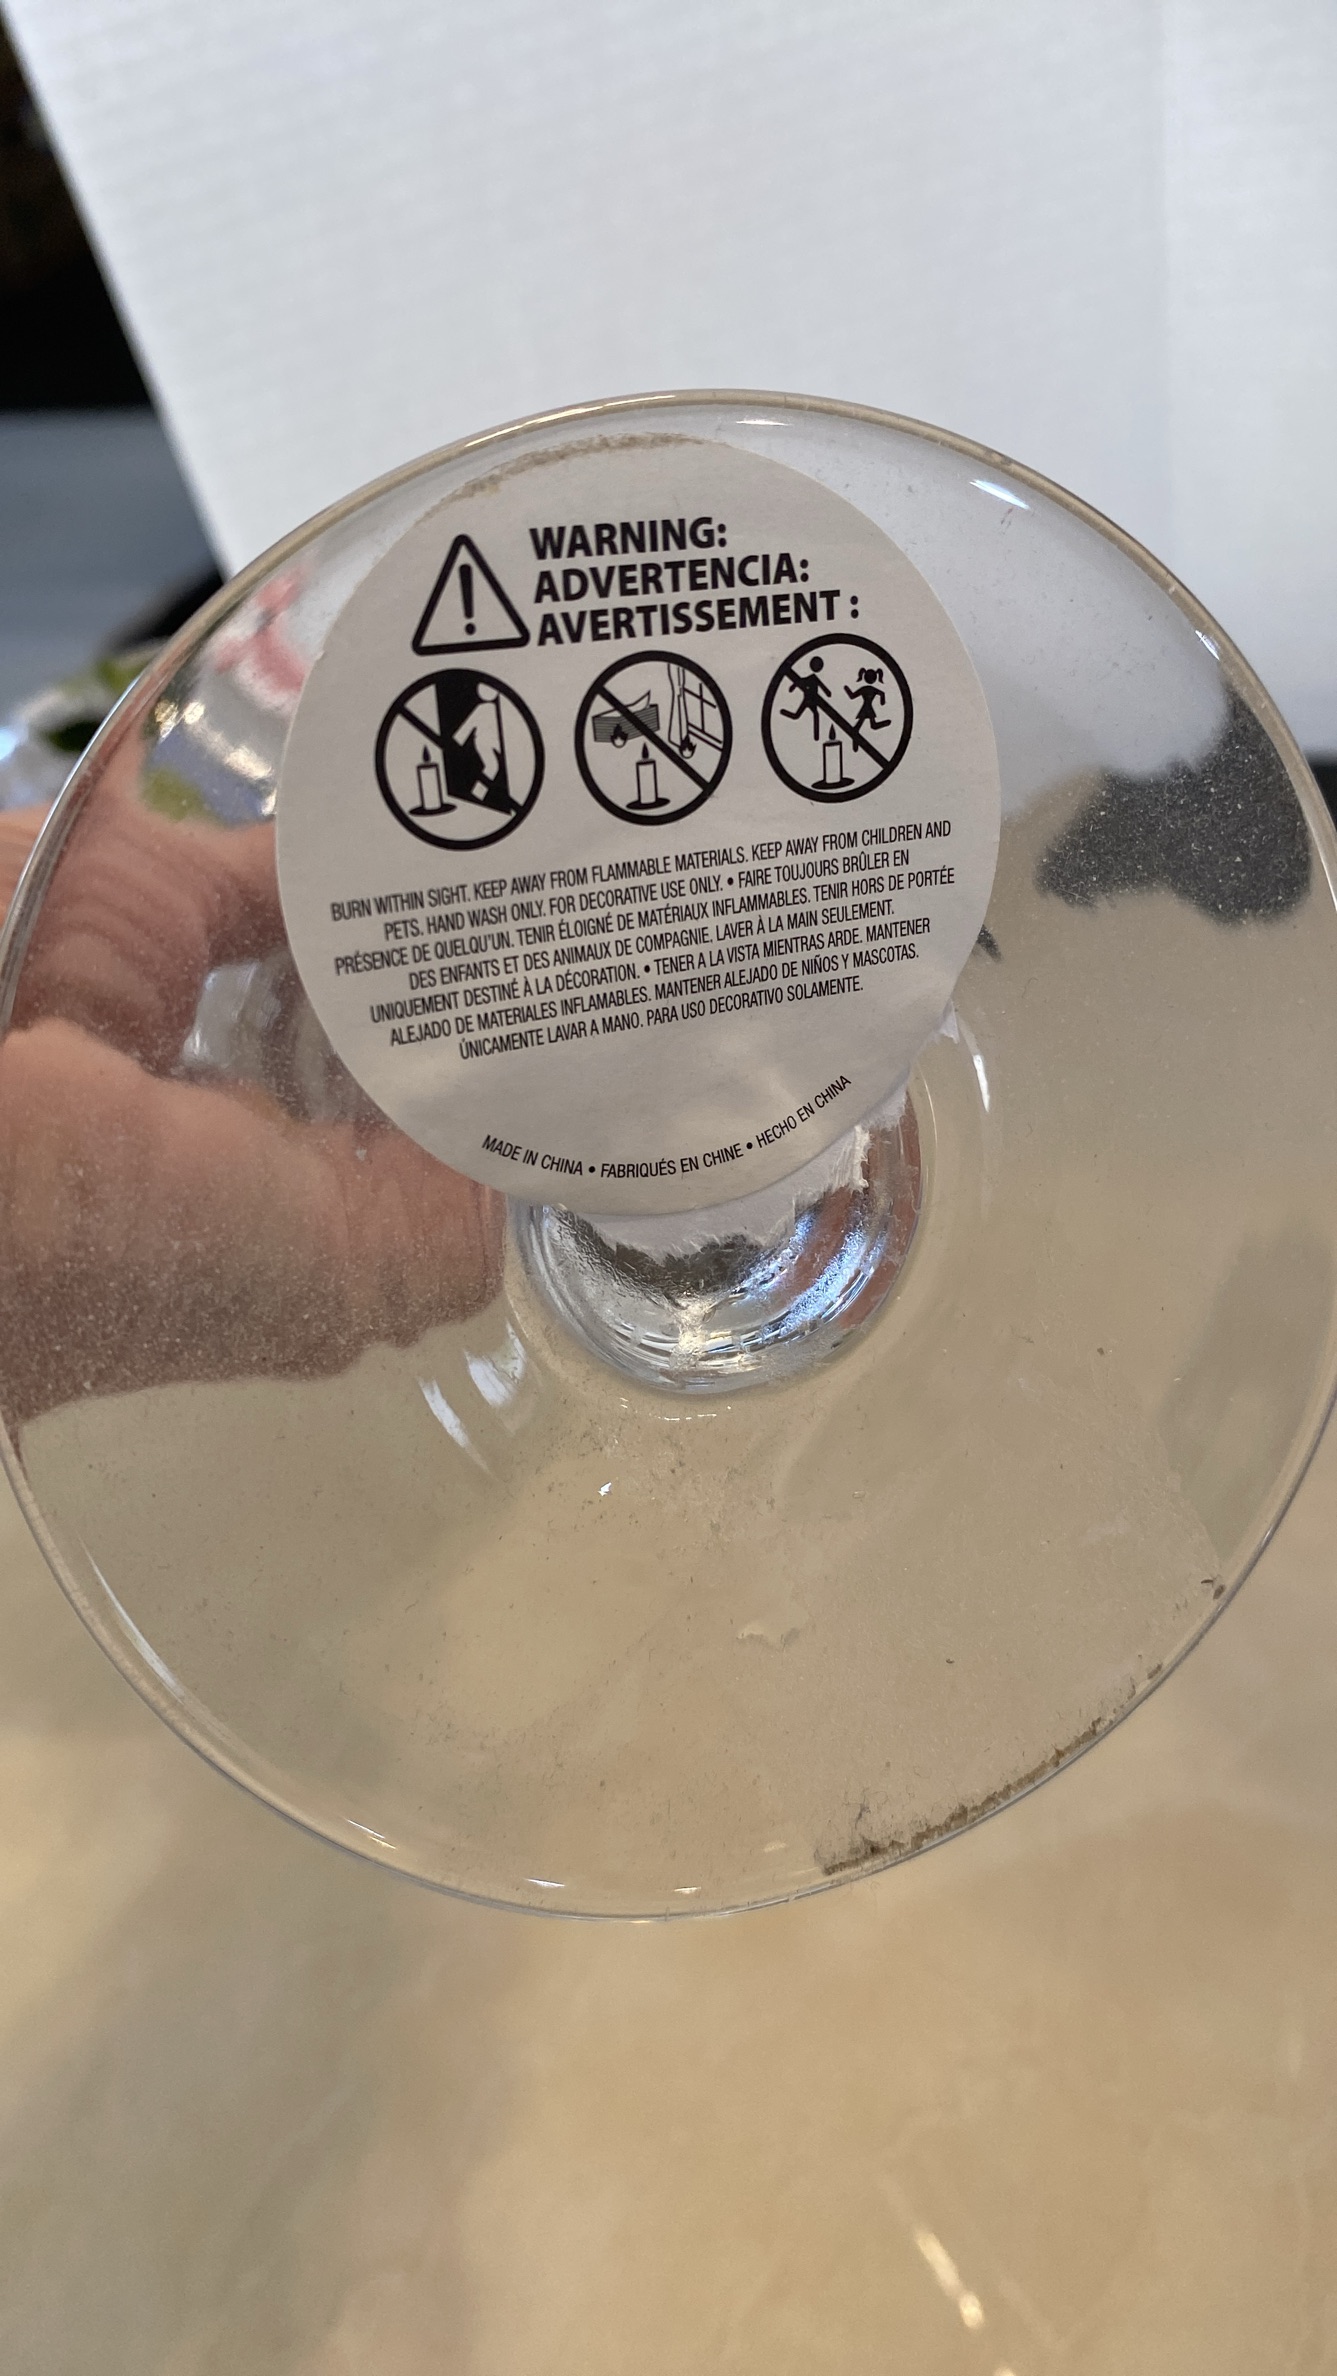 WARNING:
ADVERTENCIA:
AVERTISSEMENT :
BURN WITHIN SIGHT. KEEP AWAY FROM FLAMMABLE MATERIALS. KEEP AWAY FROM CHILDREN AND
PETS. HAND WASH ONLY. FOR DECORATIVE USE ONLY. • FAIRE TOUJOURS BRÛLER EN
PRÉSENCE DE QUELQU'UN. TENIR ÉLOIGNÉ DE MATÉRIAUX INFLAMMABLES. TENIR HORS DE PORTÉE
DES ENFANTS ET DES ANIMAUX DE COMPAGNIE. LAVER À LA MAIN SEULEMENT.
UNIQUEMENT DESTINÉ À LA DÉCORATION. • TENER A LA VISTA MIENTRAS ARDE. MANTENER
ALEJADO DE MATERIALES INFLAMABLES. MANTENER ALEJADO DE NIÑOS Y MASCOTAS.
ÚNICAMENTE LAVAR A MANO. PARA USO DECORATIVO SOLAMENTE.
MADE IN CHINA • FABRIQUÉS EN CHINE • HECHO EN CHINA